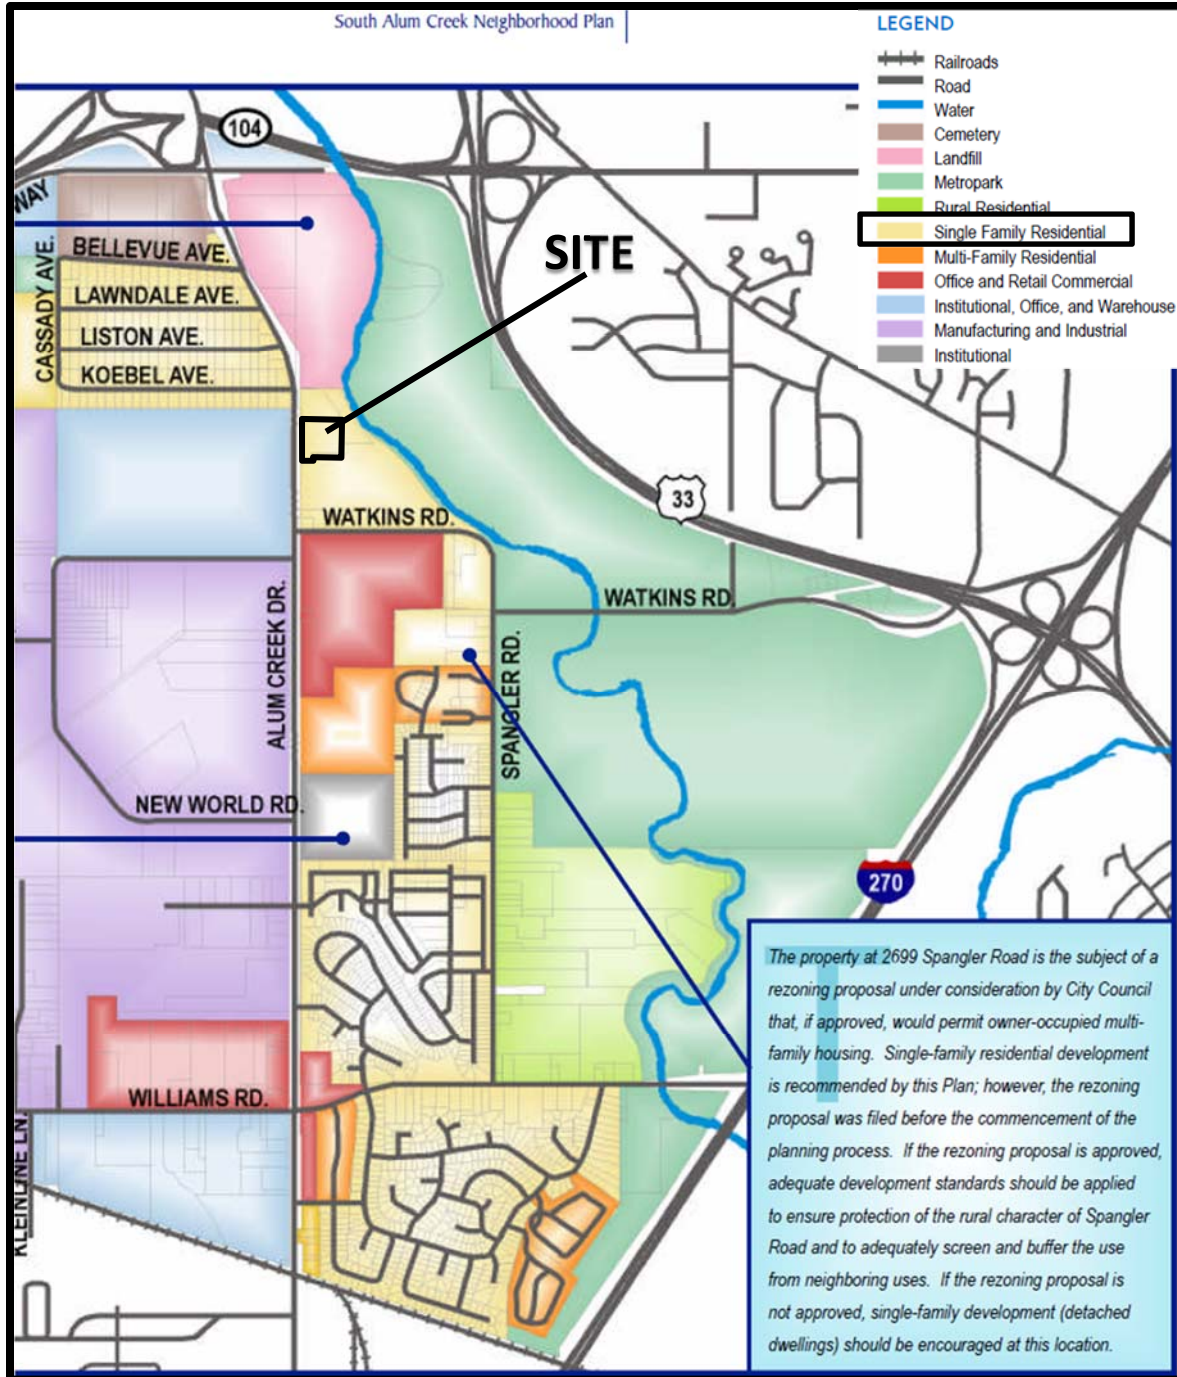 South Alum Creek Neighborhood Plan
LEGEND
Railroads
Road
Water
Cemetery
Landfill
Metropark
Rural Residential
Single Family Residential
Multi-Family Residential
Office and Retail Commercial
Institutional, Office, and Warehouse
Manufacturing and Industrial
Institutional
104
WAY
BELLEVUE AVE.
SITE
CASSADY AVE.
LAWNDALE AVE.
LISTON AVE.
KOEBEL AVE.
33
WATKINS RD.
WATKINS RD.
ALUM CREEK DR.
SPANGLER RD.
NEW WORLD RD.
270
WILLIAMS RD.
KLEINLINE LN.
The property at 2699 Spangler Road is the subject of a
rezoning proposal under consideration by City Council
that, if approved, would permit owner-occupied multi-
family housing. Single-family residential development
is recommended by this Plan; however, the rezoning
proposal was filed before the commencement of the
planning process. If the rezoning proposal is approved,
adequate development standards should be applied
to ensure protection of the rural character of Spangler
Road and to adequately screen and buffer the use
from neighboring uses. If the rezoning proposal is
not approved, single-family development (detached
dwellings) should be encouraged at this location.